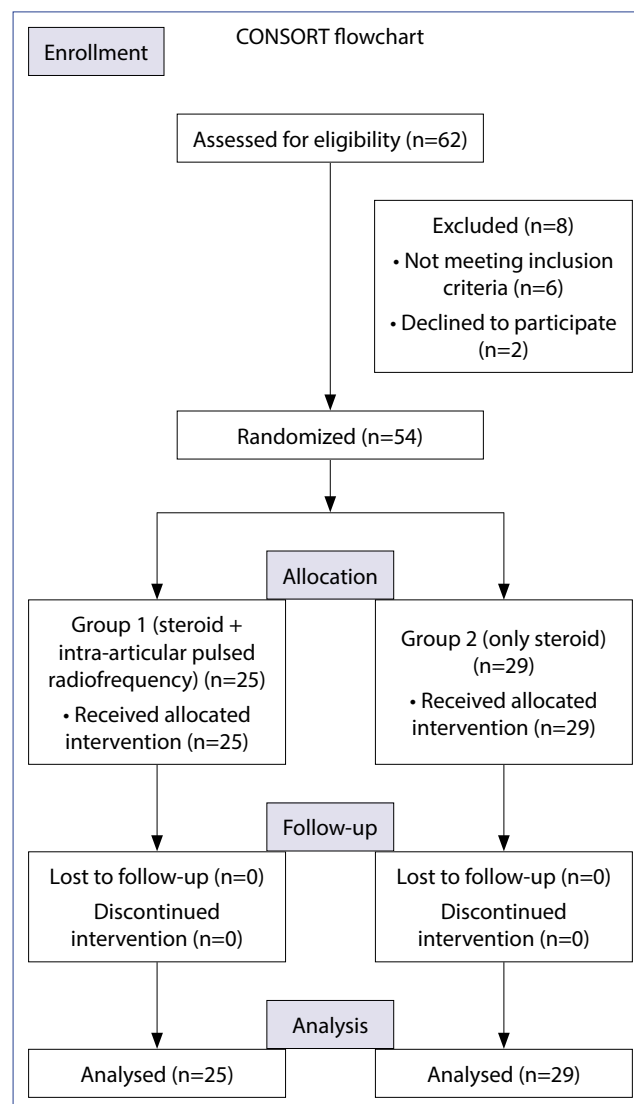 CONSORT flowchart
Enrollment
Assessed for eligibility (n=62)
Excluded (n=8)
• Not meeting inclusion
criteria (n=6)
• Declined to participate
(n=2)
Randomized (n=54)
Allocation
Group 1 (steroid +
intra-articular pulsed
radiofrequency) (n=25)
• Received allocated
intervention (n=25)
Group 2 (only steroid)
(n=29)
• Received allocated
intervention (n=29)
Follow-up
Lost to follow-up (n=0)
Discontinued
intervention (n=0)
Lost to follow-up (n=0)
Discontinued
intervention (n=0)
Analysis
Analysed (n=25)
Analysed (n=29)